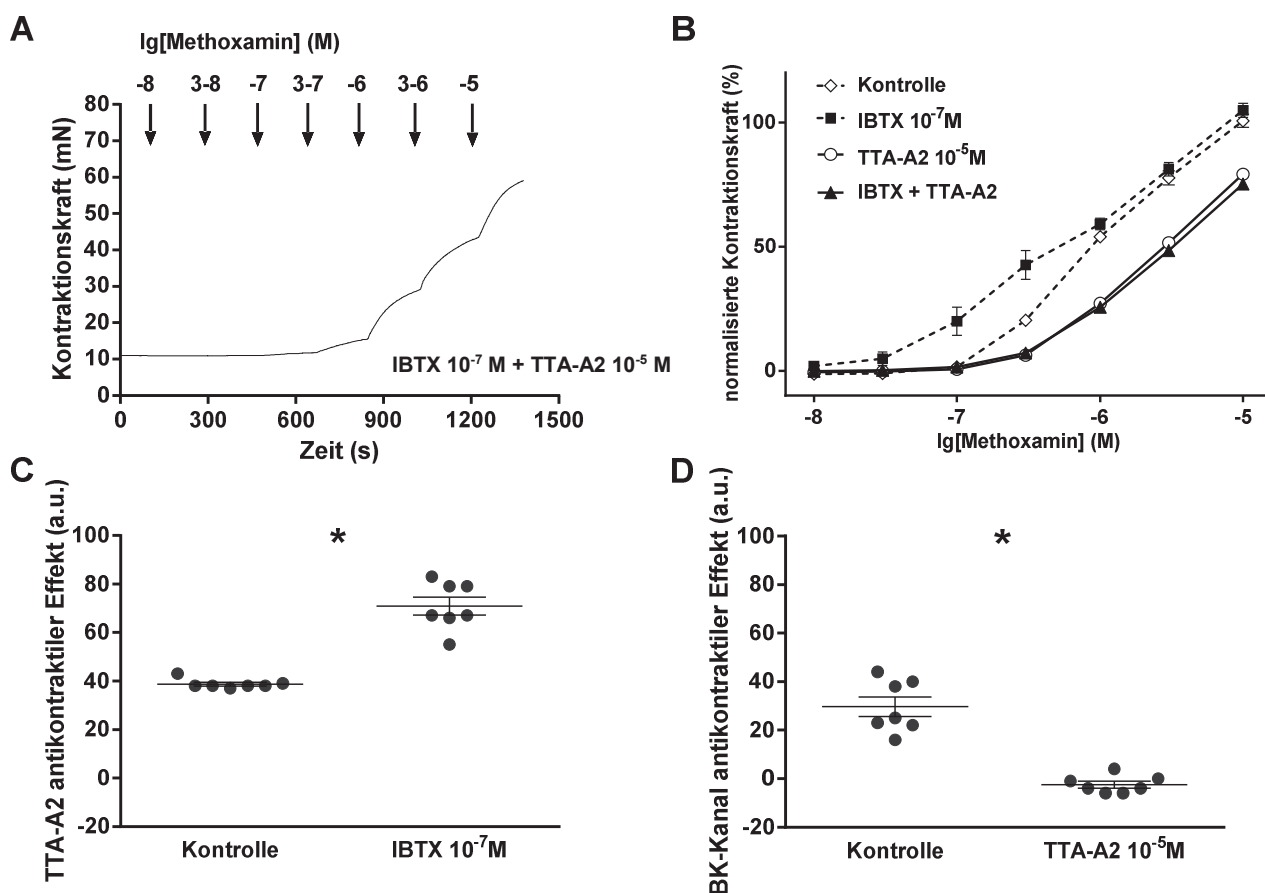 A
lg[Methoxamin] (M)
-8 3-8 -7 3-7 -6 3-6 -5
Kontraktionskraft (mN)
80
70
60
50
40
30
20
10
0
IBTX 10⁻⁷ M + TTA-A2 10⁻⁵ M
0 300 600 900 1200 1500
Zeit (s)
B
normalisierte Kontraktionskraft (%)
Kontrolle
IBTX 10⁻⁷M
TTA-A2 10⁻⁵M
IBTX + TTA-A2
100
50
0
-8 -7 -6 -5
lg[Methoxamin] (M)
C
TTA-A2 antikontraktiler Effekt (a.u.)
100
80
60
40
20
0
-20
*
Kontrolle IBTX 10⁻⁷M
D
BK-Kanal antikontraktiler Effekt (a.u.)
100
80
60
40
20
0
-20
*
Kontrolle TTA-A2 10⁻⁵M